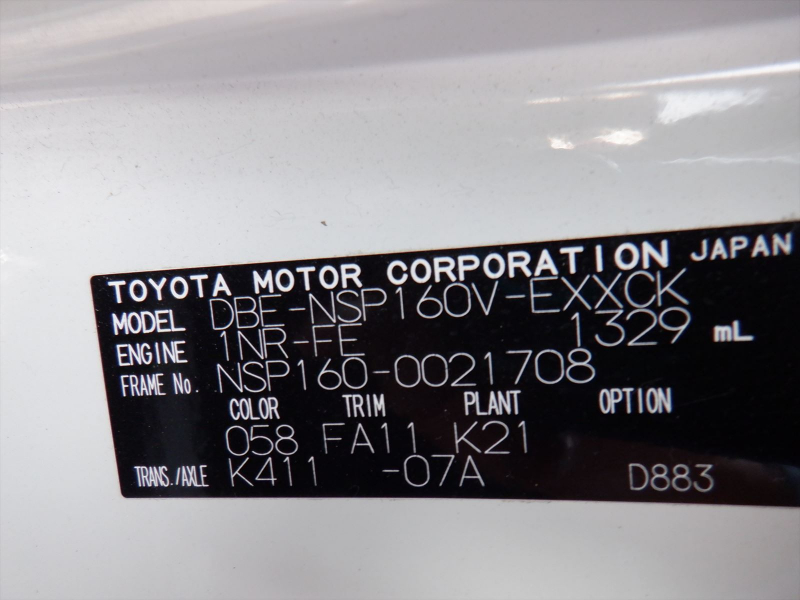 TOYOTA MOTOR CORPORATION JAPAN
MODEL DBE-NSP160V-EXXCK
ENGINE 1NR-FE 1329 mL
FRAME No. NSP160-0021708
COLOR TRIM PLANT OPTION
058 FA11 K21
TRANS./AXLE K411 -07A D883